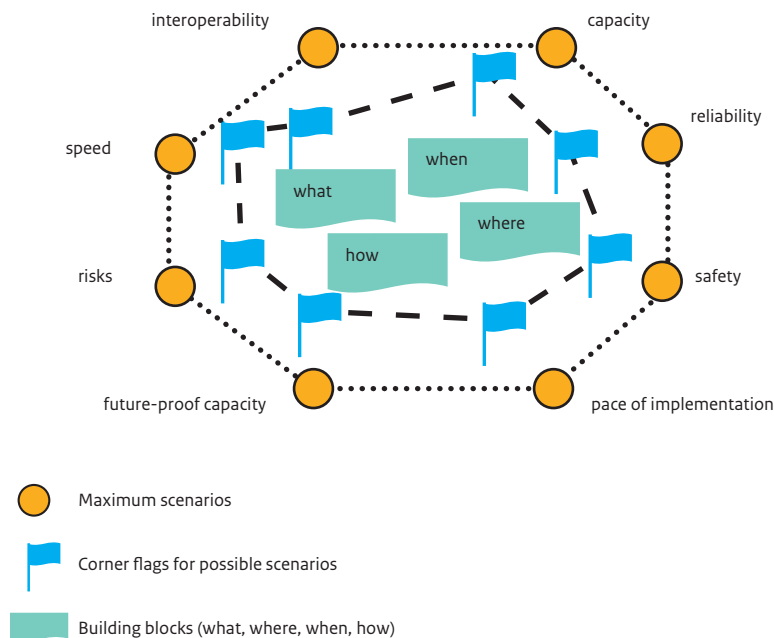 interoperability
capacity
reliability
speed
when
what
where
how
risks
safety
future-proof capacity
pace of implementation
Maximum scenarios
Corner flags for possible scenarios
Building blocks (what, where, when, how)